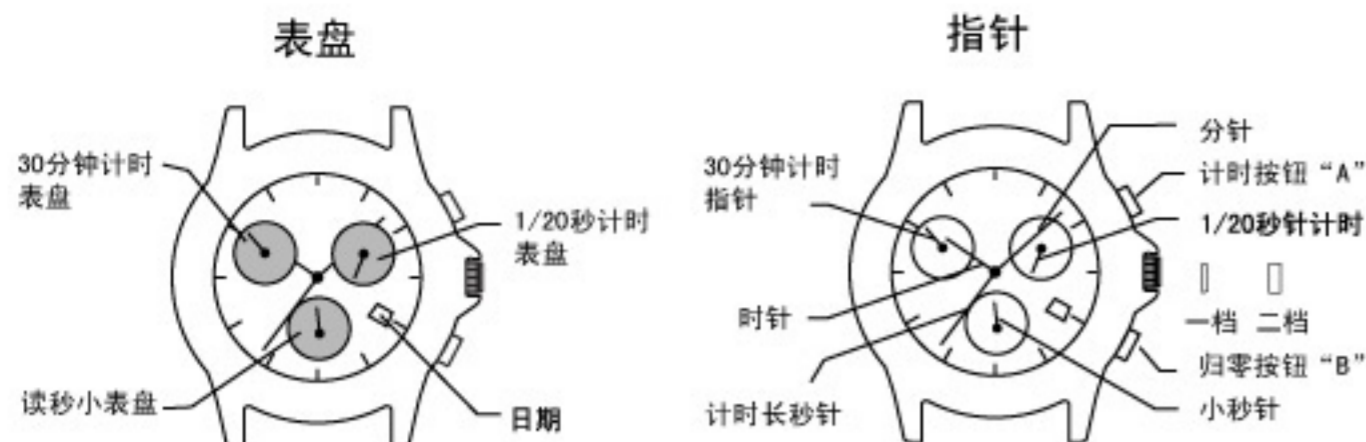 表盘
30分钟计时
表盘
1/20秒计时
表盘
读秒小表盘
日期
指针
30分钟计时
指针
分针
计时按钮“A”
1/20秒针计时
一档 二档
时针
归零按钮“B”
计时长秒针
小秒针